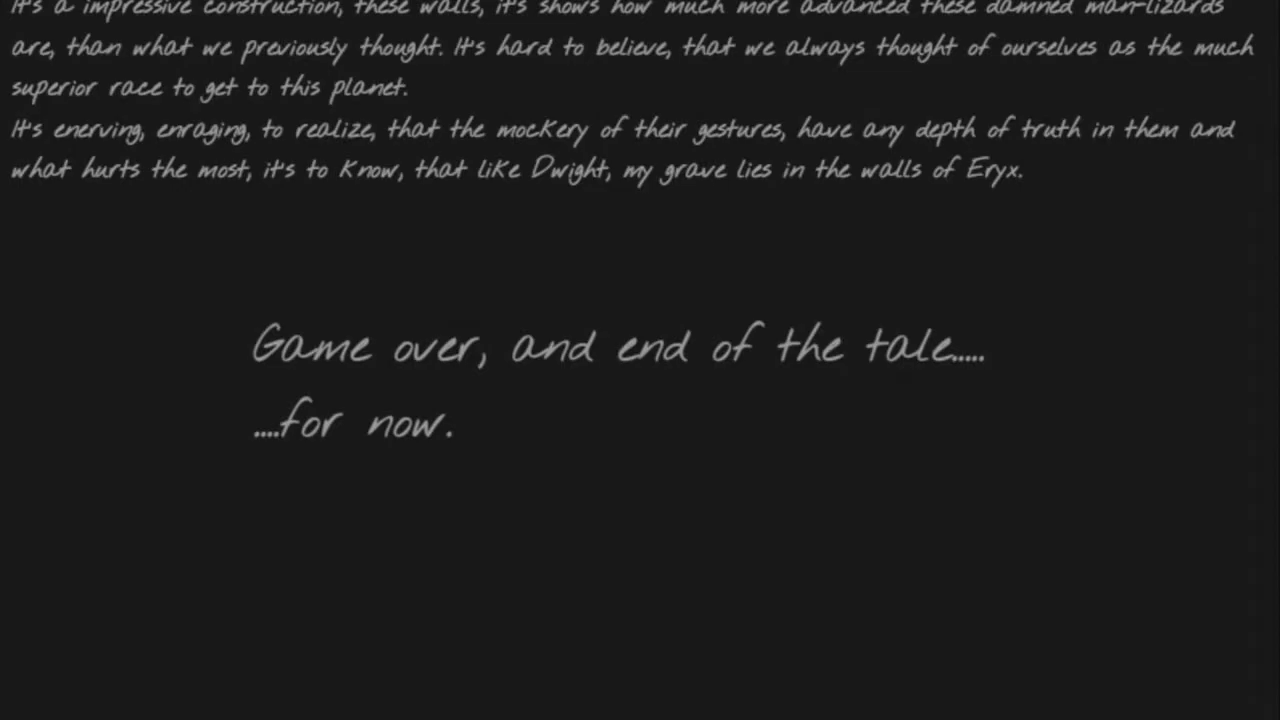 It's a impressive construction, these walls, it's shows how much more advanced these damned man-lizards
are, than what we previously thought. It's hard to believe, that we always thought of ourselves as the much
superior race to get to this planet.
It's enerving, enraging, to realize, that the mockery of their gestures, have any depth of truth in them and
what hurts the most, it's to know, that like Dwight, my grave lies in the walls of Eryx.
Game over, and end of the tale.....
....for now.